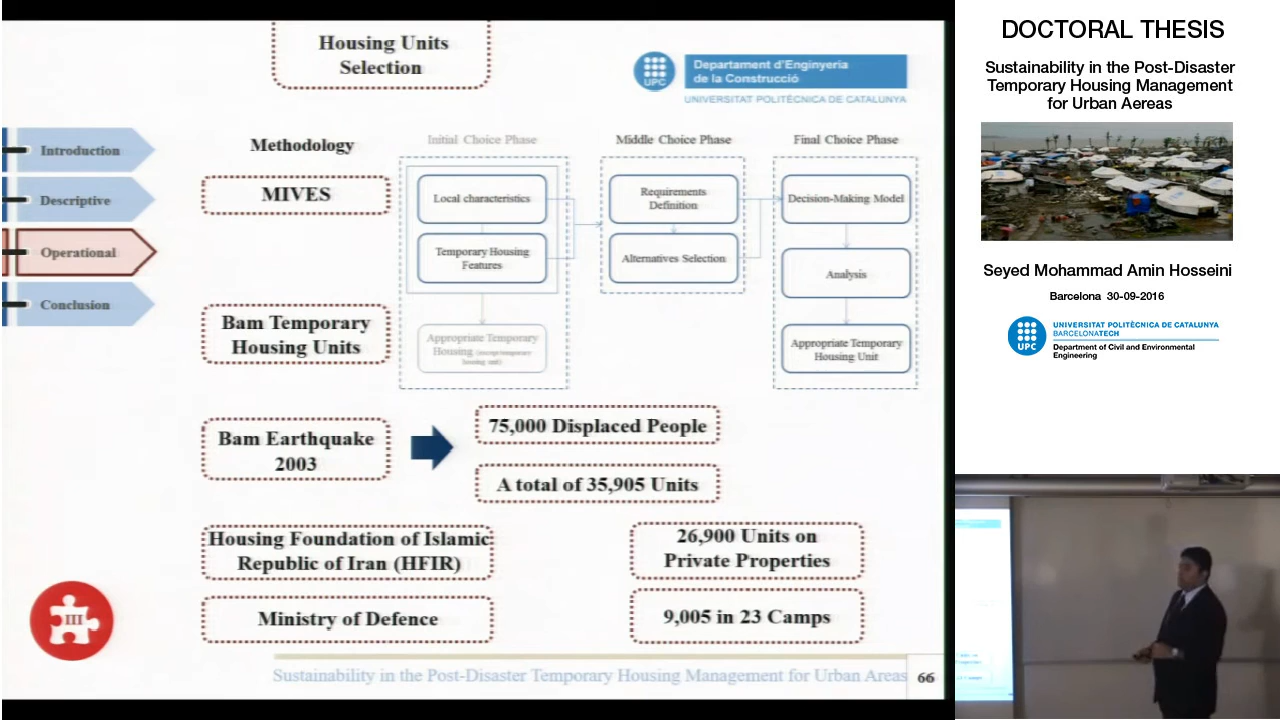 Housing Units
Selection
UPC
Departament d'Enginyeria
de la Construcció
UNIVERSITAT POLITÈCNICA DE CATALUNYA
Introduction
Descriptive
Operational
Conclusion
Methodology
MIVES
Initial Choice Phase
Local characteristics
Temporary Housing
Features
Appropriate Temporary
Housing (except temporary
housing unit)
Middle Choice Phase
Requirements
Definition
Alternatives Selection
Final Choice Phase
Decision-Making Model
Analysis
Appropriate Temporary
Housing Unit
Bam Temporary
Housing Units
Bam Earthquake
2003
75,000 Displaced People
A total of 35,905 Units
Housing Foundation of Islamic
Republic of Iran (HFIR)
26,900 Units on
Private Properties
Ministry of Defence
9,005 in 23 Camps
III
Sustainability in the Post-Disaster Temporary Housing Management for Urban Areas
66
DOCTORAL THESIS
Sustainability in the Post-Disaster
Temporary Housing Management
for Urban Aereas
Seyed Mohammad Amin Hosseini
Barcelona 30-09-2016
UPC
UNIVERSITAT POLITÈCNICA DE CATALUNYA
BARCELONATECH
Department of Civil and Environmental
Engineering